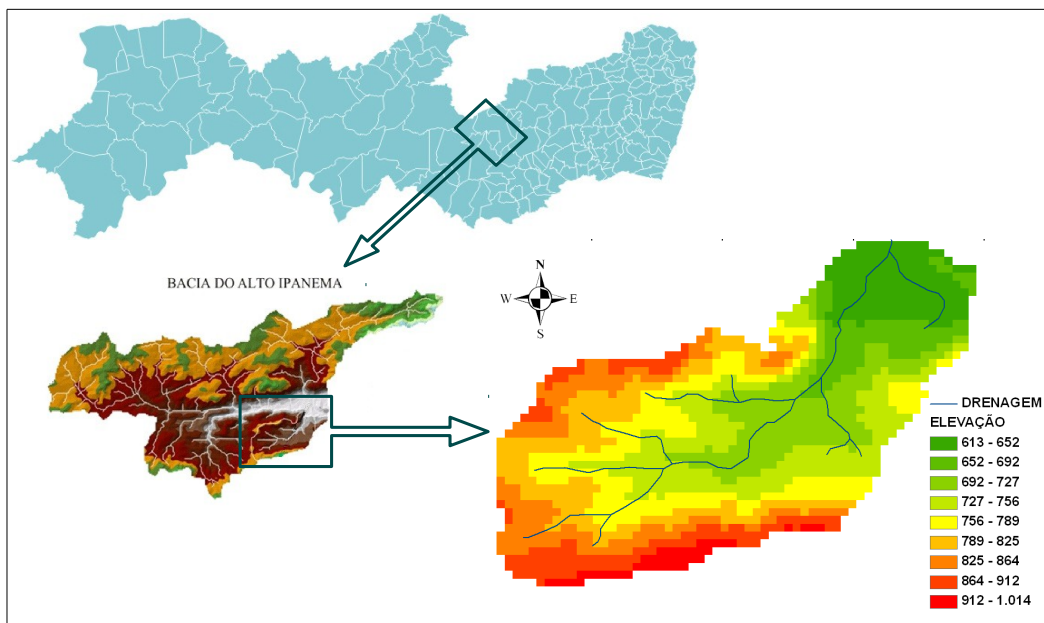 BACIA DO ALTO IPANEMA
N
W
E
S
DRENAGEM
ELEVAÇÃO
613 - 652
652 - 692
692 - 727
727 - 756
756 - 789
789 - 825
825 - 864
864 - 912
912 - 1.014